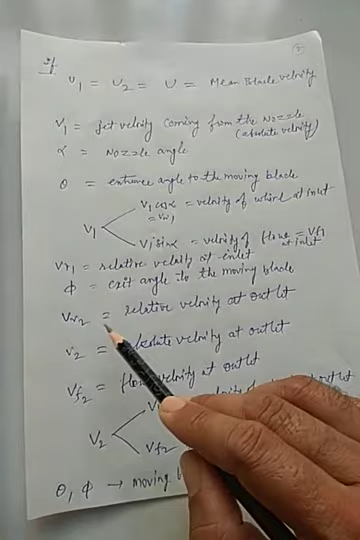 if
②
U1 = U2 = U = Mean Blade velocity
V1 = Jet velocity coming from the Nozzle
(absolute velocity)
α = Nozzle angle
θ = entrance angle to the moving blade
V1 cosα = velocity of whirl at inlet
= Vw1
V1
V1 sinα = velocity of flow = Vf1
at inlet
Vr1 = relative velocity at inlet
ϕ = exit angle to the moving blade
Vr2 = relative velocity at outlet
V2 = velocity at outlet
Vf2 = velocity at outlet
V2
Vf2
outlet
θ, ϕ → moving